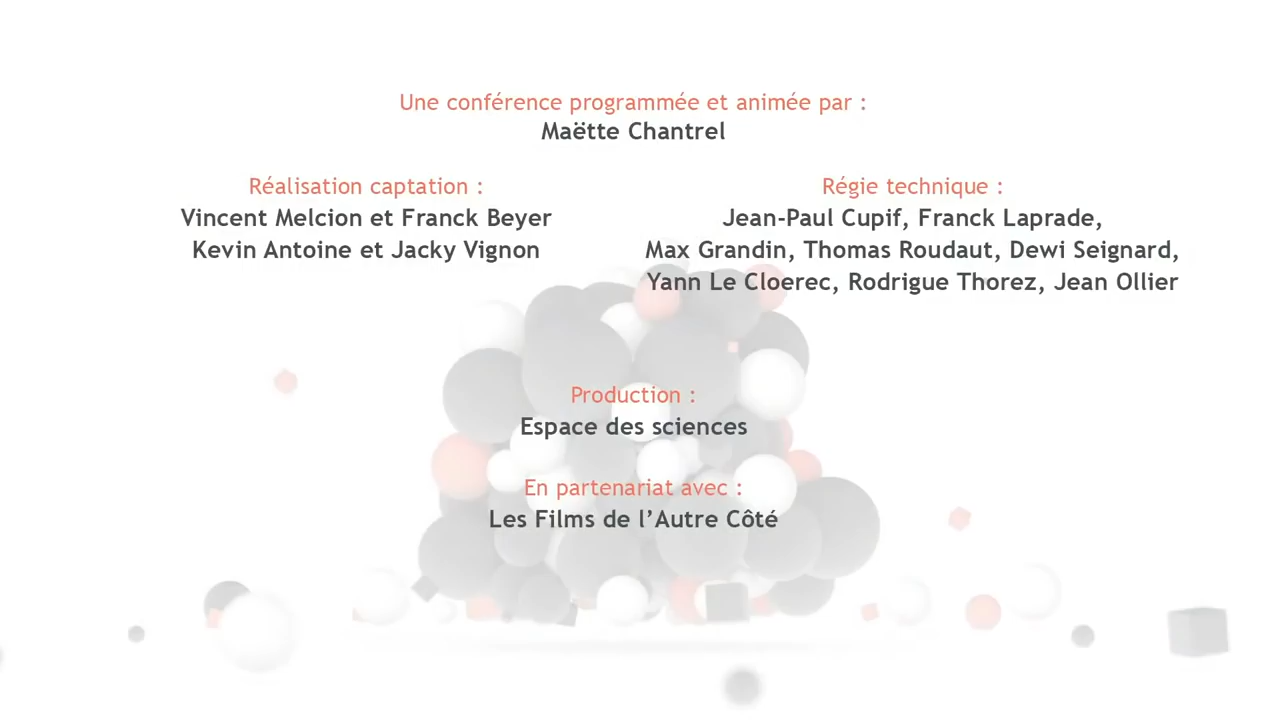 Une conférence programmée et animée par :
Maëtte Chantrel
Réalisation captation :
Vincent Melcion et Franck Beyer
Kevin Antoine et Jacky Vignon
Régie technique :
Jean-Paul Cupif, Franck Laprade,
Max Grandin, Thomas Roudaut, Dewi Seignard,
Yann Le Cloerec, Rodrigue Thorez, Jean Ollier
Production :
Espace des sciences
En partenariat avec :
Les Films de l’Autre Côté